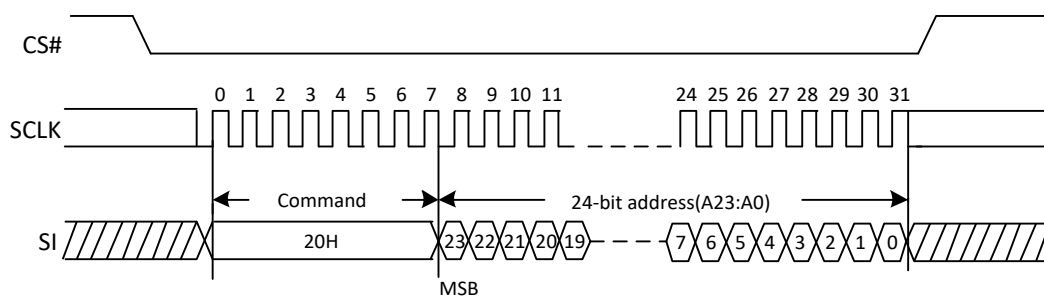 CS#
0 1 2 3 4 5 6 7 8 9 10 11 24 25 26 27 28 29 30 31
SCLK
Command 24-bit address(A23:A0)
SI 20H 23 22 21 20 19 7 6 5 4 3 2 1 0
MSB